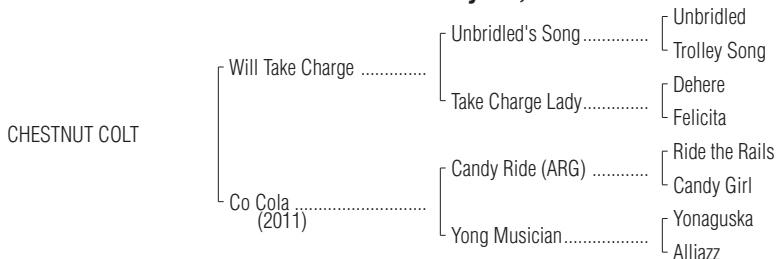 Unbridled
Unbridled's Song..............
Trolley Song
Will Take Charge ..............
Dehere
Take Charge Lady..............
Felicita
CHESTNUT COLT
Ride the Rails
Candy Ride (ARG) ............
Candy Girl
Co Cola ............................
(2011)
Yonaguska
Yong Musician..................
Alljazz